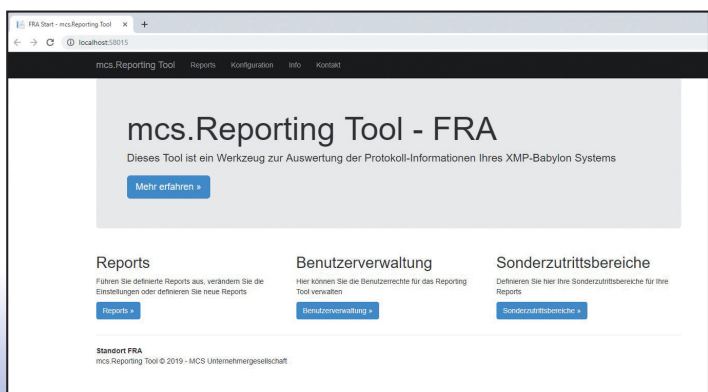 FRA Start - mcs.Reporting Tool
localhost:58015
mcs.Reporting Tool Reports Konfiguration Info Kontakt
mcs.Reporting Tool - FRA
Dieses Tool ist ein Werkzeug zur Auswertung der Protokoll-Informationen Ihres XMP-Babylon Systems
Mehr erfahren »
Reports
Führen Sie definierte Reports aus, verändern Sie die
Einstellungen oder definieren Sie neue Reports
Reports »
Benutzerverwaltung
Hier können Sie die Benutzerrechte für das Reporting
Tool verwalten
Benutzerverwaltung »
Sonderzutrittsbereiche
Definieren Sie hier Ihre Sonderzutrittsbereiche für Ihre
Reports
Sonderzutrittsbereiche »
Standort FRA
mcs.Reporting Tool © 2019 - MCS Unternehmergesellschaft